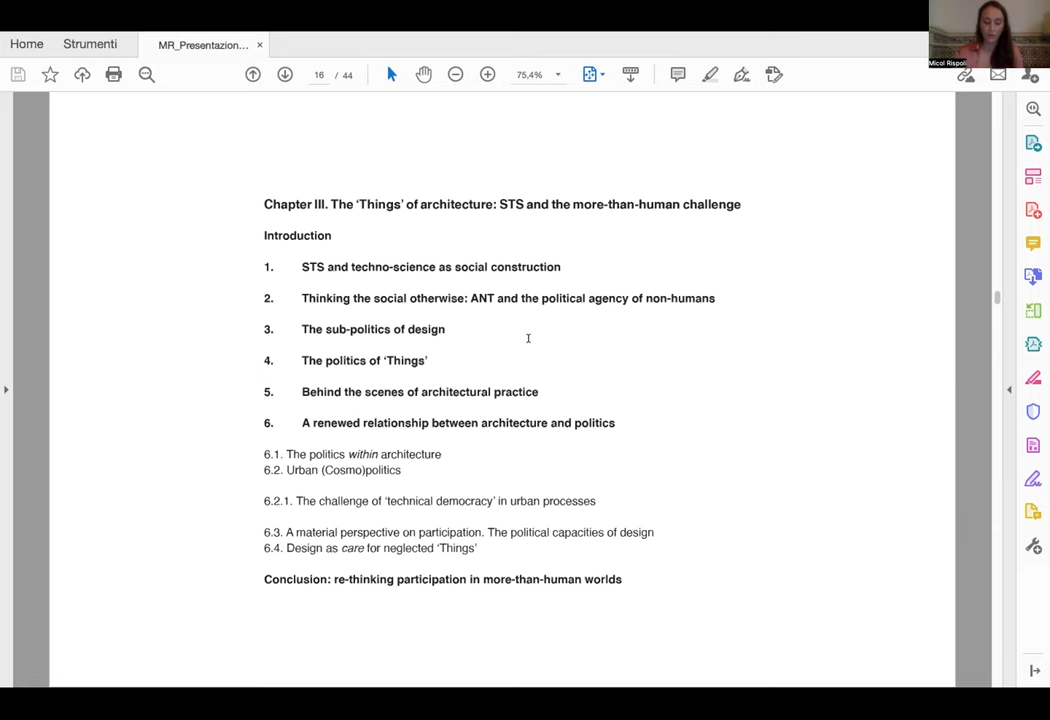 Home
Strumenti
MR_Presentazion...
16 / 44
75,4%
Micol Rispoli
Chapter III. The ‘Things’ of architecture: STS and the more-than-human challenge
Introduction
1. STS and techno-science as social construction
2. Thinking the social otherwise: ANT and the political agency of non-humans
3. The sub-politics of design
4. The politics of ‘Things’
5. Behind the scenes of architectural practice
6. A renewed relationship between architecture and politics
6.1. The politics within architecture
6.2. Urban (Cosmo)politics
6.2.1. The challenge of ‘technical democracy’ in urban processes
6.3. A material perspective on participation. The political capacities of design
6.4. Design as care for neglected ‘Things’
Conclusion: re-thinking participation in more-than-human worlds